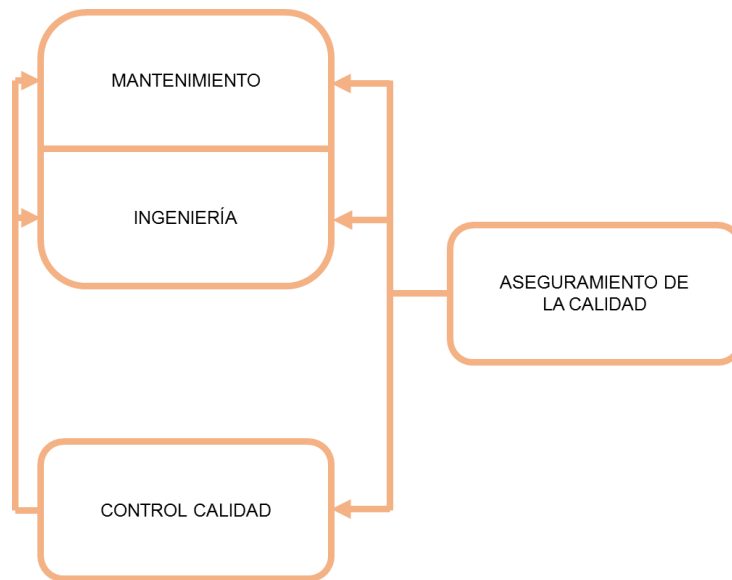 MANTENIMIENTO
INGENIERÍA
ASEGURAMIENTO DE
LA CALIDAD
CONTROL CALIDAD